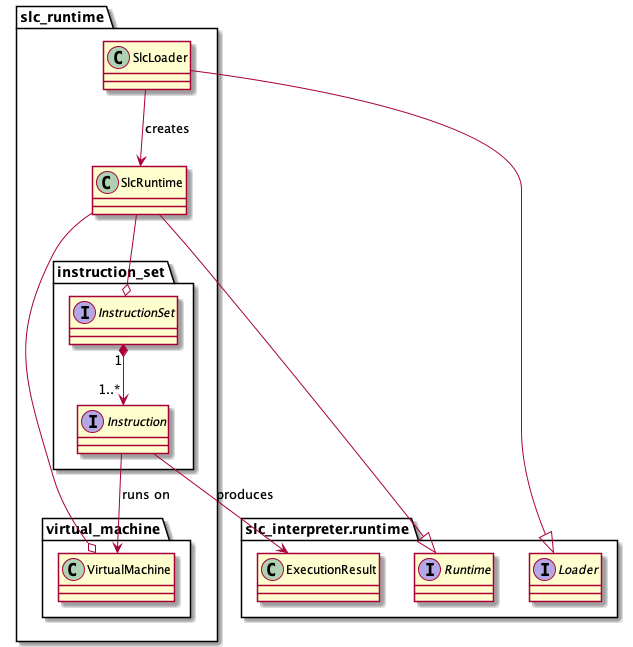 slc_runtime
C SlcLoader
creates
C SlcRuntime
instruction_set
I InstructionSet
1
1..*
I Instruction
runs on
produces
virtual_machine
C VirtualMachine
slc_interpreter.runtime
C ExecutionResult
I Runtime
I Loader